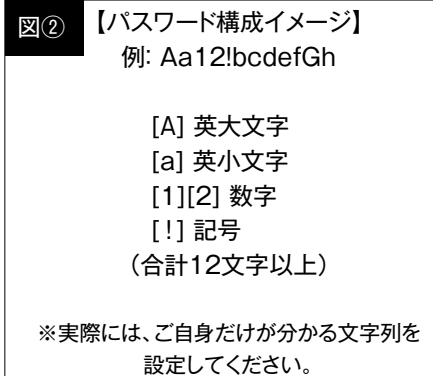 図② 【パスワード構成イメージ】
例: Aa12!bcdefGh
[A] 英大文字
[a] 英小文字
[1][2] 数字
[!] 記号
(合計12文字以上)
※実際には、ご自身だけが分かる文字列を
設定してください。